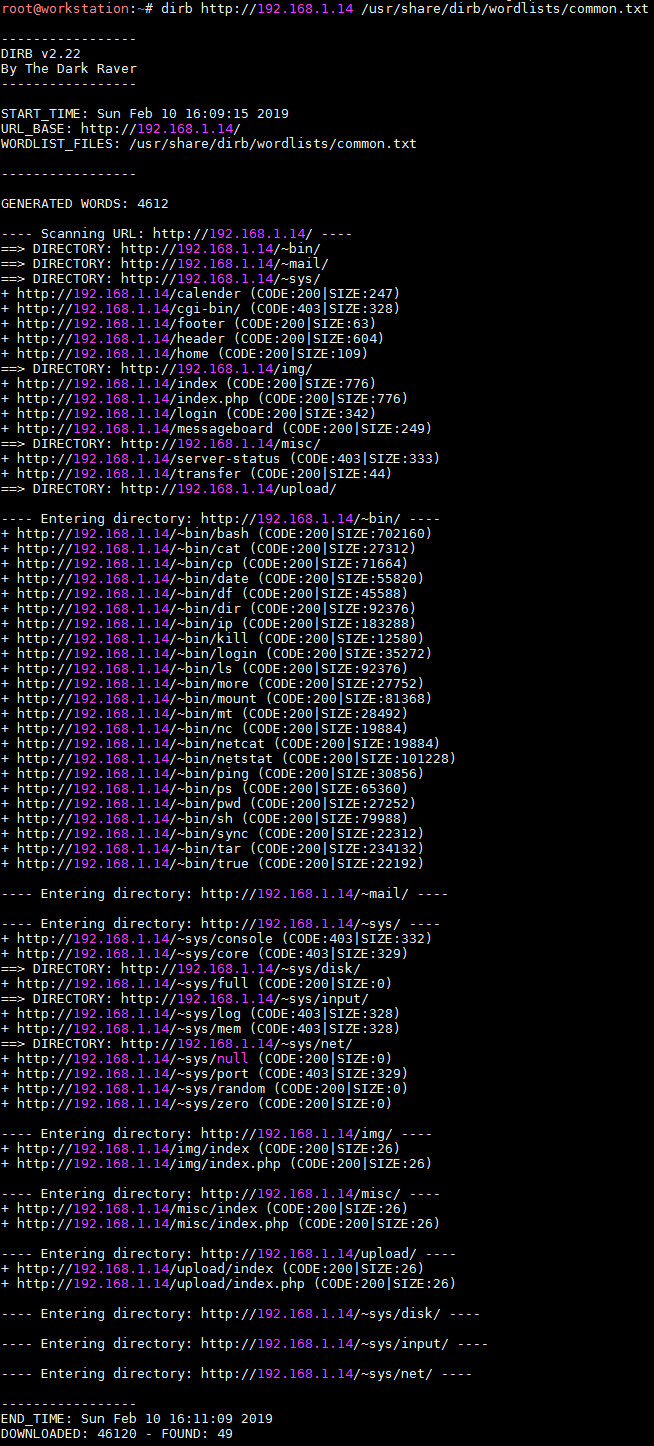 root@workstation:~# dirb http://192.168.1.14 /usr/share/dirb/wordlists/common.txt
-----------------
DIRB v2.22
By The Dark Raver
-----------------
START_TIME: Sun Feb 10 16:09:15 2019
URL_BASE: http://192.168.1.14/
WORDLIST_FILES: /usr/share/dirb/wordlists/common.txt
-----------------
GENERATED WORDS: 4612
---- Scanning URL: http://192.168.1.14/ ----
==> DIRECTORY: http://192.168.1.14/~bin/
==> DIRECTORY: http://192.168.1.14/~mail/
==> DIRECTORY: http://192.168.1.14/~sys/
+ http://192.168.1.14/calender (CODE:200|SIZE:247)
+ http://192.168.1.14/cgi-bin/ (CODE:403|SIZE:328)
+ http://192.168.1.14/footer (CODE:200|SIZE:63)
+ http://192.168.1.14/header (CODE:200|SIZE:604)
+ http://192.168.1.14/home (CODE:200|SIZE:109)
==> DIRECTORY: http://192.168.1.14/img/
+ http://192.168.1.14/index (CODE:200|SIZE:776)
+ http://192.168.1.14/index.php (CODE:200|SIZE:776)
+ http://192.168.1.14/login (CODE:200|SIZE:342)
+ http://192.168.1.14/messageboard (CODE:200|SIZE:249)
==> DIRECTORY: http://192.168.1.14/misc/
+ http://192.168.1.14/server-status (CODE:403|SIZE:333)
+ http://192.168.1.14/transfer (CODE:200|SIZE:44)
==> DIRECTORY: http://192.168.1.14/upload/
---- Entering directory: http://192.168.1.14/~bin/ ----
+ http://192.168.1.14/~bin/bash (CODE:200|SIZE:702160)
+ http://192.168.1.14/~bin/cat (CODE:200|SIZE:27312)
+ http://192.168.1.14/~bin/cp (CODE:200|SIZE:71664)
+ http://192.168.1.14/~bin/date (CODE:200|SIZE:55820)
+ http://192.168.1.14/~bin/df (CODE:200|SIZE:45588)
+ http://192.168.1.14/~bin/dir (CODE:200|SIZE:92376)
+ http://192.168.1.14/~bin/ip (CODE:200|SIZE:183288)
+ http://192.168.1.14/~bin/kill (CODE:200|SIZE:12580)
+ http://192.168.1.14/~bin/login (CODE:200|SIZE:35272)
+ http://192.168.1.14/~bin/ls (CODE:200|SIZE:92376)
+ http://192.168.1.14/~bin/more (CODE:200|SIZE:27752)
+ http://192.168.1.14/~bin/mount (CODE:200|SIZE:81368)
+ http://192.168.1.14/~bin/mt (CODE:200|SIZE:28492)
+ http://192.168.1.14/~bin/nc (CODE:200|SIZE:19884)
+ http://192.168.1.14/~bin/netcat (CODE:200|SIZE:19884)
+ http://192.168.1.14/~bin/netstat (CODE:200|SIZE:101228)
+ http://192.168.1.14/~bin/ping (CODE:200|SIZE:30856)
+ http://192.168.1.14/~bin/ps (CODE:200|SIZE:65360)
+ http://192.168.1.14/~bin/pwd (CODE:200|SIZE:27252)
+ http://192.168.1.14/~bin/sh (CODE:200|SIZE:79988)
+ http://192.168.1.14/~bin/sync (CODE:200|SIZE:22312)
+ http://192.168.1.14/~bin/tar (CODE:200|SIZE:234132)
+ http://192.168.1.14/~bin/true (CODE:200|SIZE:22192)
---- Entering directory: http://192.168.1.14/~mail/ ----
---- Entering directory: http://192.168.1.14/~sys/ ----
+ http://192.168.1.14/~sys/console (CODE:403|SIZE:332)
+ http://192.168.1.14/~sys/core (CODE:403|SIZE:329)
==> DIRECTORY: http://192.168.1.14/~sys/disk/
+ http://192.168.1.14/~sys/full (CODE:200|SIZE:0)
==> DIRECTORY: http://192.168.1.14/~sys/input/
+ http://192.168.1.14/~sys/log (CODE:403|SIZE:328)
+ http://192.168.1.14/~sys/mem (CODE:403|SIZE:328)
==> DIRECTORY: http://192.168.1.14/~sys/net/
+ http://192.168.1.14/~sys/null (CODE:200|SIZE:0)
+ http://192.168.1.14/~sys/port (CODE:403|SIZE:329)
+ http://192.168.1.14/~sys/random (CODE:200|SIZE:0)
+ http://192.168.1.14/~sys/zero (CODE:200|SIZE:0)
---- Entering directory: http://192.168.1.14/img/ ----
+ http://192.168.1.14/img/index (CODE:200|SIZE:26)
+ http://192.168.1.14/img/index.php (CODE:200|SIZE:26)
---- Entering directory: http://192.168.1.14/misc/ ----
+ http://192.168.1.14/misc/index (CODE:200|SIZE:26)
+ http://192.168.1.14/misc/index.php (CODE:200|SIZE:26)
---- Entering directory: http://192.168.1.14/upload/ ----
+ http://192.168.1.14/upload/index (CODE:200|SIZE:26)
+ http://192.168.1.14/upload/index.php (CODE:200|SIZE:26)
---- Entering directory: http://192.168.1.14/~sys/disk/ ----
---- Entering directory: http://192.168.1.14/~sys/input/ ----
---- Entering directory: http://192.168.1.14/~sys/net/ ----
-----------------
END_TIME: Sun Feb 10 16:11:09 2019
DOWNLOADED: 46120 - FOUND: 49